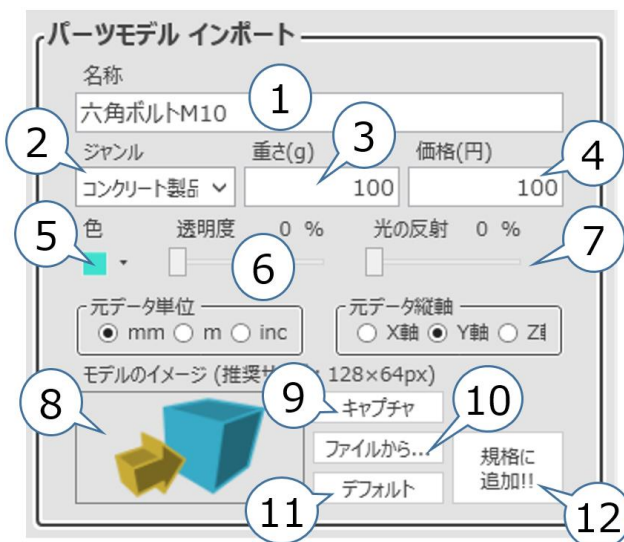 パーツモデル インポート
名称
六角ボルトM10
1
2
ジャンル
重さ(g)
3
価格(円)
4
コンクリート製品
100
100
5
色
透明度 0 %
6
光の反射 0 %
7
元データ単位
元データ縦軸
mm
m
inc
X軸
Y軸
モデルのイメージ (推奨
128×64px)
8
9
キャプチャ
10
ファイルから...
11
デフォルト
規格に
追加!!
12